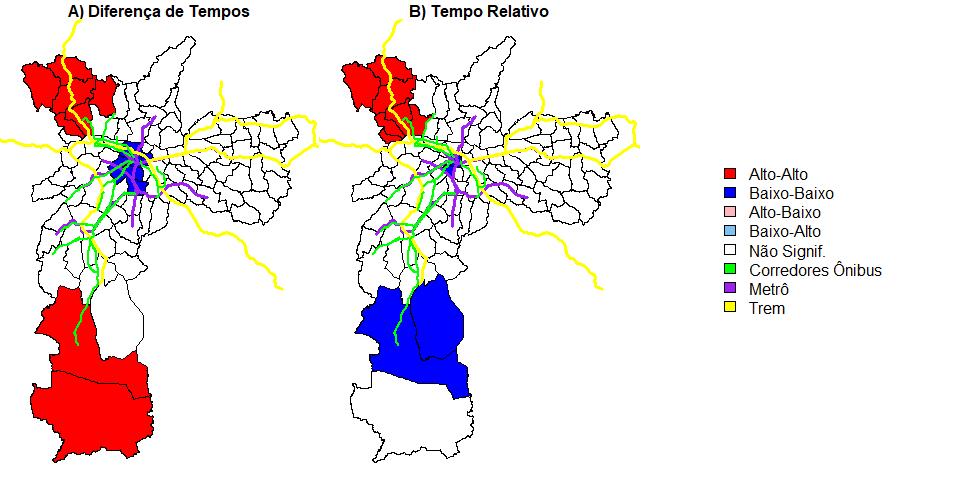 A) Diferença de Tempos
B) Tempo Relativo
Alto-Alto
Baixo-Baixo
Alto-Baixo
Baixo-Alto
Não Signif.
Corredores Ônibus
Metrô
Trem